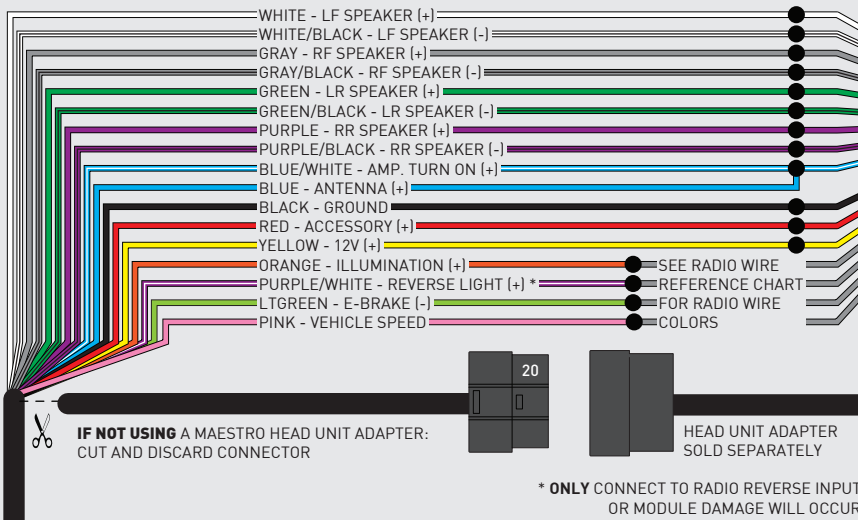 WHITE - LF SPEAKER (+)
WHITE/BLACK - LF SPEAKER (-)
GRAY - RF SPEAKER (+)
GRAY/BLACK - RF SPEAKER (-)
GREEN - LR SPEAKER (+)
GREEN/BLACK - LR SPEAKER (-)
PURPLE - RR SPEAKER (+)
PURPLE/BLACK - RR SPEAKER (-)
BLUE/WHITE - AMP. TURN ON (+)
BLUE - ANTENNA (+)
BLACK - GROUND
RED - ACCESSORY (+)
YELLOW - 12V (+)
ORANGE - ILLUMINATION (+) SEE RADIO WIRE
PURPLE/WHITE - REVERSE LIGHT (+) * REFERENCE CHART
LTGREEN - E-BRAKE (-) FOR RADIO WIRE
PINK - VEHICLE SPEED COLORS
20
IF NOT USING A MAESTRO HEAD UNIT ADAPTER:
CUT AND DISCARD CONNECTOR
HEAD UNIT ADAPTER
SOLD SEPARATELY
* ONLY CONNECT TO RADIO REVERSE INPUT
OR MODULE DAMAGE WILL OCCUR